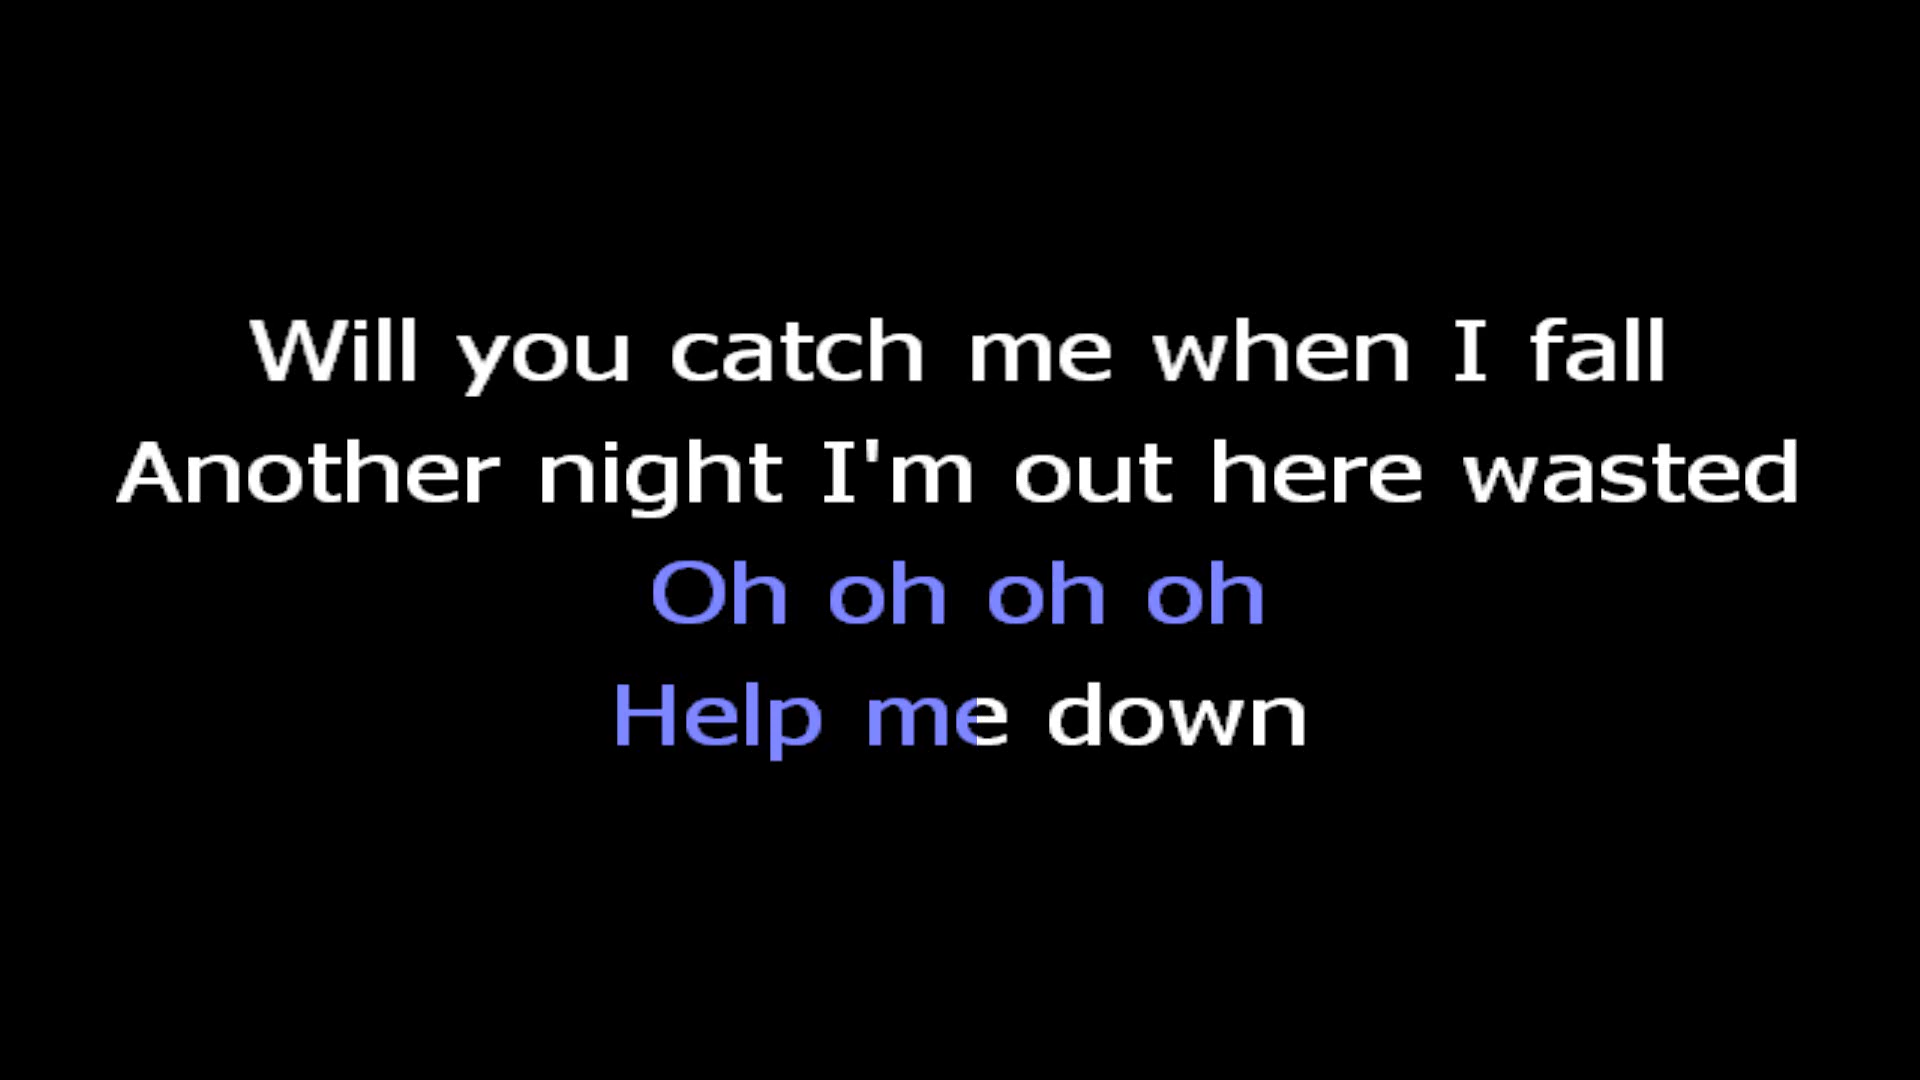 Will you catch me when I fall
Another night I'm out here wasted
Oh oh oh oh
Help me down